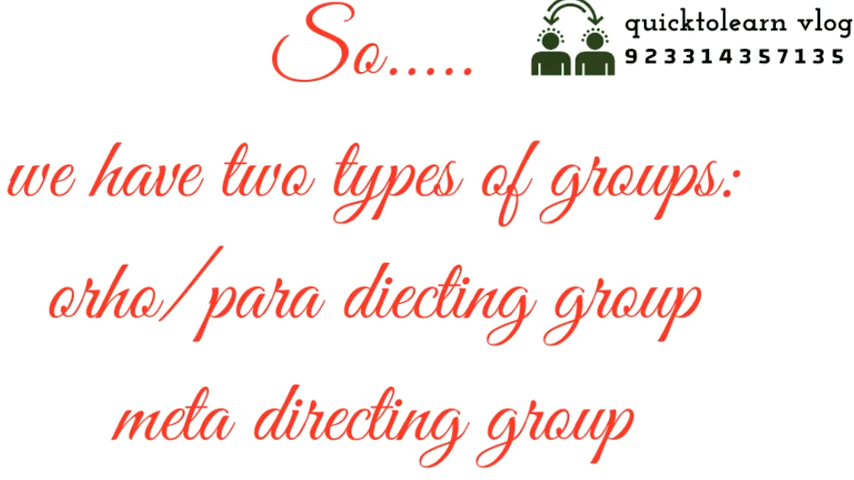 So.....
quicktolearn vlog
923314357135
we have two types of groups:
orho/para diecting group
meta directing group